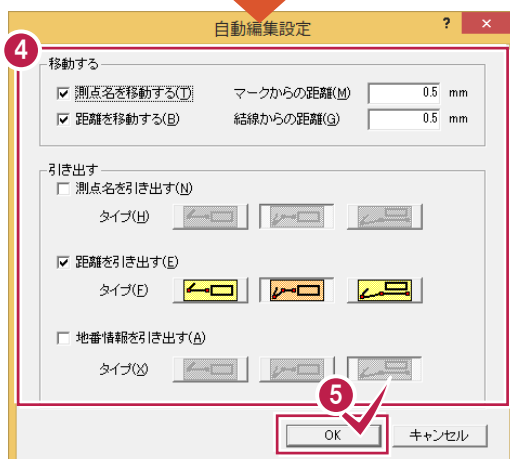 自動編集設定 ? ×
4
移動する
測点名を移動する(T) マークからの距離(M) 0.5 mm
距離を移動する(B) 結線からの距離(G) 0.5 mm
引き出す
測点名を引き出す(N)
タイプ(H)
距離を引き出す(E)
タイプ(F)
地番情報を引き出す(A)
タイプ(X)
5
OK キャンセル